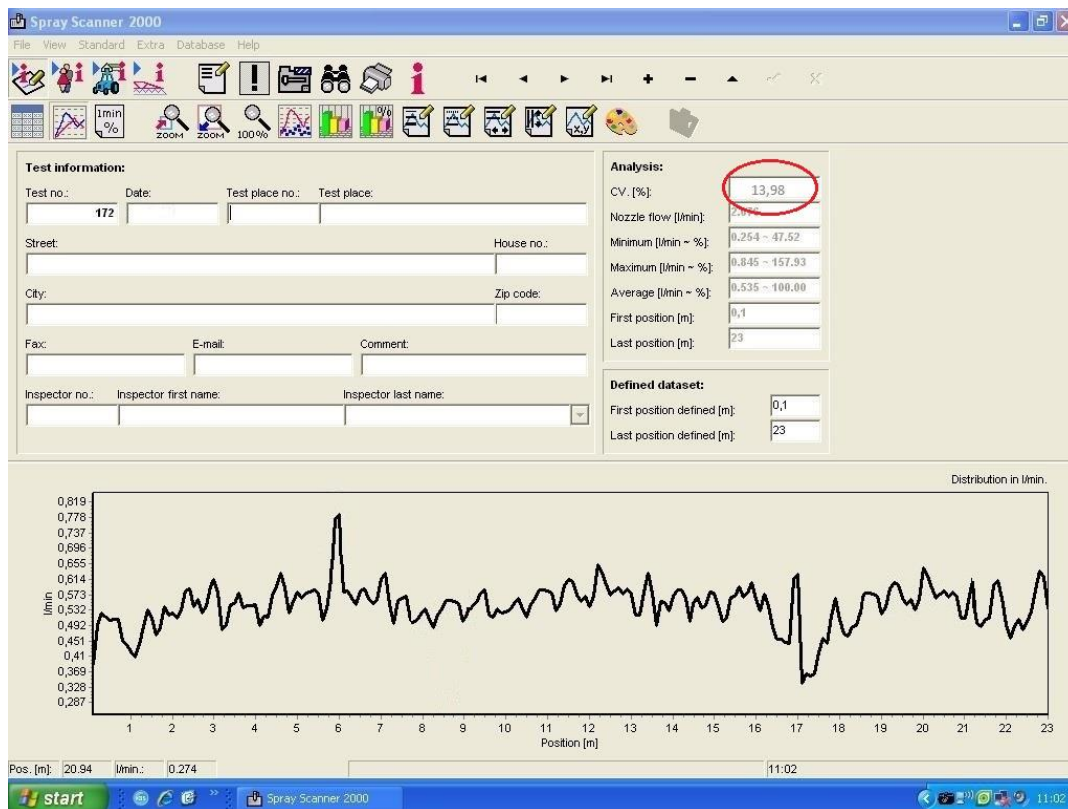 Spray Scanner 2000
File View Standard Extra Database Help
1min
%
ZOOM
ZOOM
100%
%
x,y
Test information:
Test no.: Date: Test place no.: Test place:
172
Street: House no.:
City: Zip code:
Fax: E-mail: Comment:
Inspector no.: Inspector first name: Inspector last name:
Analysis:
CV. [%]: 13,98
Nozzle flow [l/min]:
Minimum [l/min ~ %]: 0.254 ~ 47.52
Maximum [l/min ~ %]: 0.845 ~ 157.93
Average [l/min ~ %]: 0.535 ~ 100.00
First position [m]: 0,1
Last position [m]: 23
Defined dataset:
First position defined [m]: 0,1
Last position defined [m]: 23
Distribution in l/min.
0,819
0,778
0,737
0,696
0,655
0,614
0,573
0,532
0,492
0,451
0,41
0,369
0,328
0,287
l/min
1 2 3 4 5 6 7 8 9 10 11 12 13 14 15 16 17 18 19 20 21 22 23
Position [m]
Pos. [m]: 20.94 l/min.: 0.274 11:02
start Spray Scanner 2000 11:02